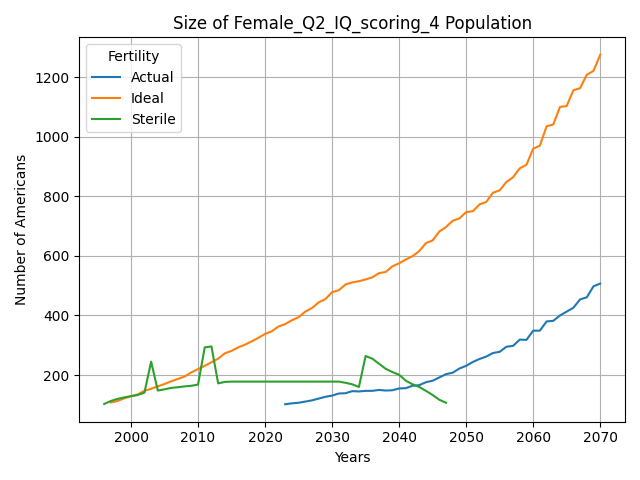 Size of Female_Q2_IQ_scoring_4 Population
Fertility
Actual
Ideal
Sterile
Number of Americans
1200
1000
800
600
400
200
2000 2010 2020 2030 2040 2050 2060 2070
Years